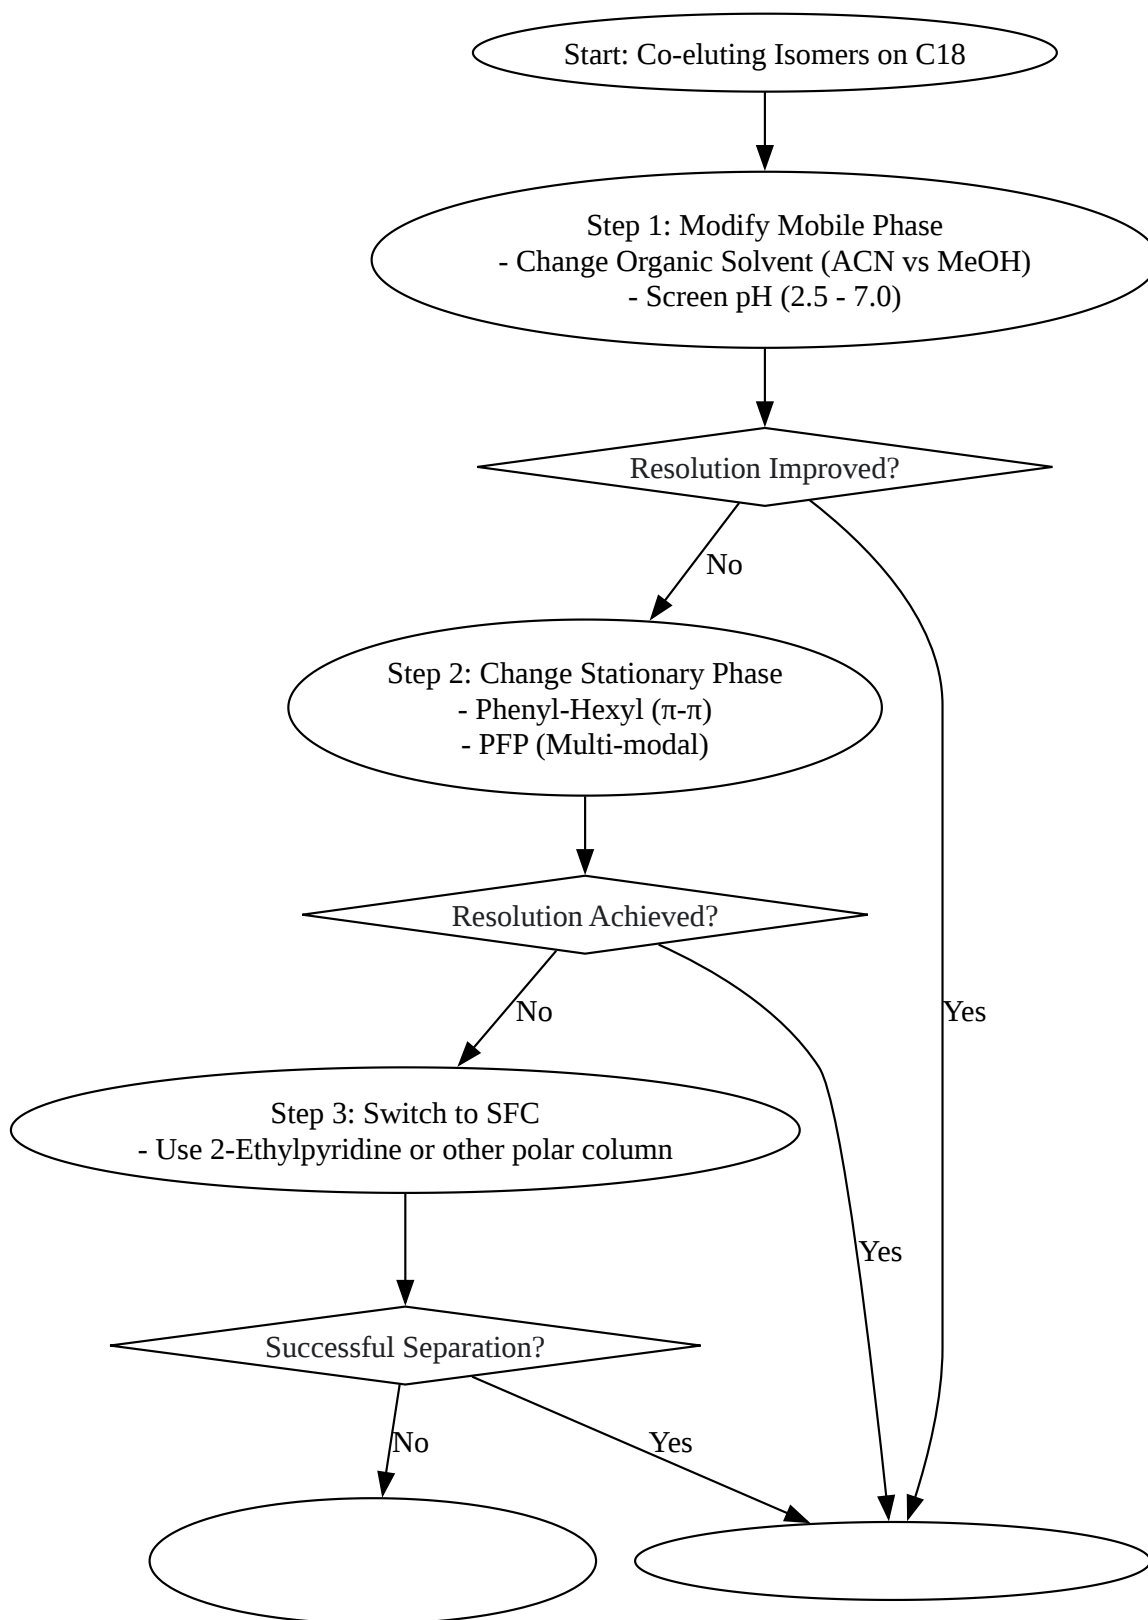 Start: Co-eluting Isomers on C18
Step 1: Modify Mobile Phase
- Change Organic Solvent (ACN vs MeOH)
- Screen pH (2.5 - 7.0)
Resolution Improved?
No
Step 2: Change Stationary Phase
- Phenyl-Hexyl (π-π)
- PFP (Multi-modal)
Resolution Achieved?
No
Yes
Step 3: Switch to SFC
- Use 2-Ethylpyridine or other polar column
Yes
Successful Separation?
No
Yes